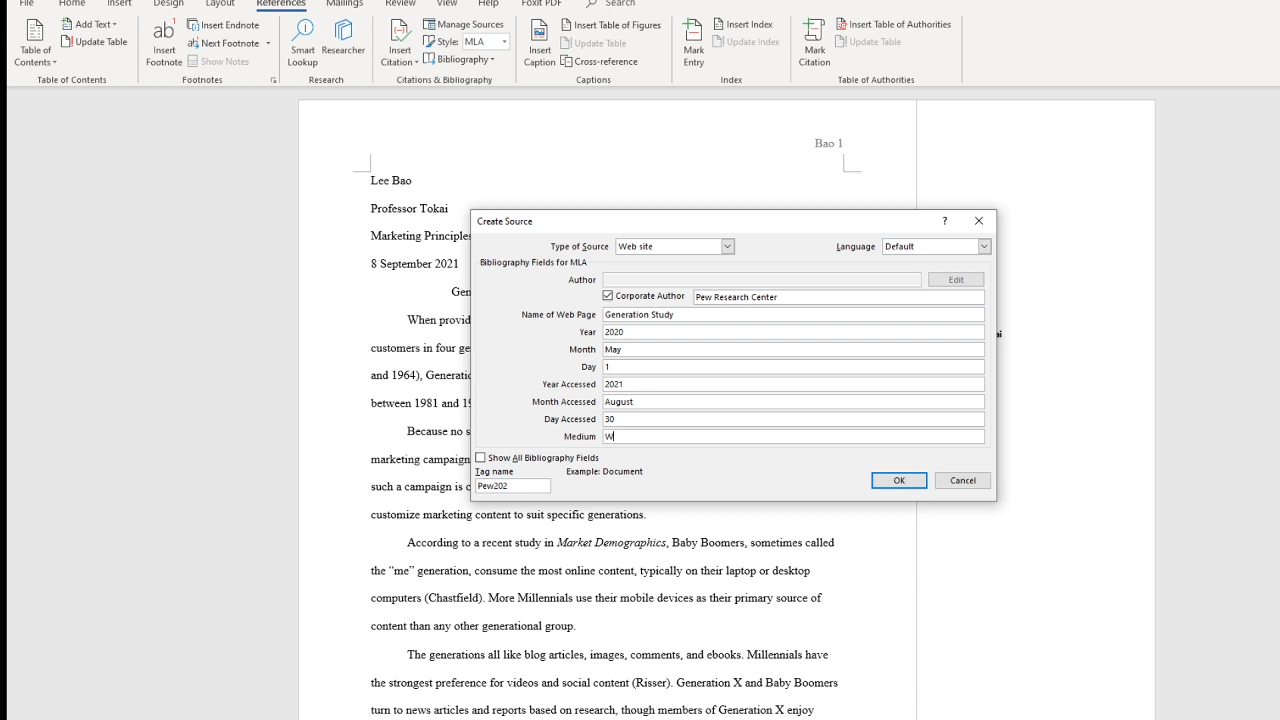 File Home Insert Design Layout References Mailings Review View Help Foxit PDF Search
Table of Contents
Add Text
Update Table
Table of Contents
Insert Footnote
Insert Endnote
Next Footnote
Show Notes
Footnotes
Smart Lookup
Researcher
Research
Insert Citation
Manage Sources
Style: MLA
Bibliography
Citations & Bibliography
Insert Caption
Insert Table of Figures
Update Table
Cross-reference
Captions
Mark Entry
Insert Index
Update Index
Index
Mark Citation
Insert Table of Authorities
Update Table
Table of Authorities
Bao 1
Lee Bao
Professor Tokai
Marketing Principles
8 September 2021
Gen
When provid
customers in four ge
and 1964), Generatio
between 1981 and 19
Because no s
marketing campaign
such a campaign is c
customize marketing content to suit specific generations.
According to a recent study in Market Demographics, Baby Boomers, sometimes called
the “me” generation, consume the most online content, typically on their laptop or desktop
computers (Chastfield). More Millennials use their mobile devices as their primary source of
content than any other generational group.
The generations all like blog articles, images, comments, and ebooks. Millennials have
the strongest preference for videos and social content (Risser). Generation X and Baby Boomers
turn to news articles and reports based on research, though members of Generation X enjoy
Create Source ?
Type of Source Web site Language Default
Bibliography Fields for MLA
Author Edit
Corporate Author Pew Research Center
Name of Web Page Generation Study
Year 2020
Month May
Day 1
Year Accessed 2021
Month Accessed August
Day Accessed 30
Medium W
Show All Bibliography Fields
Tag name Example: Document
Pew202
OK Cancel
ai